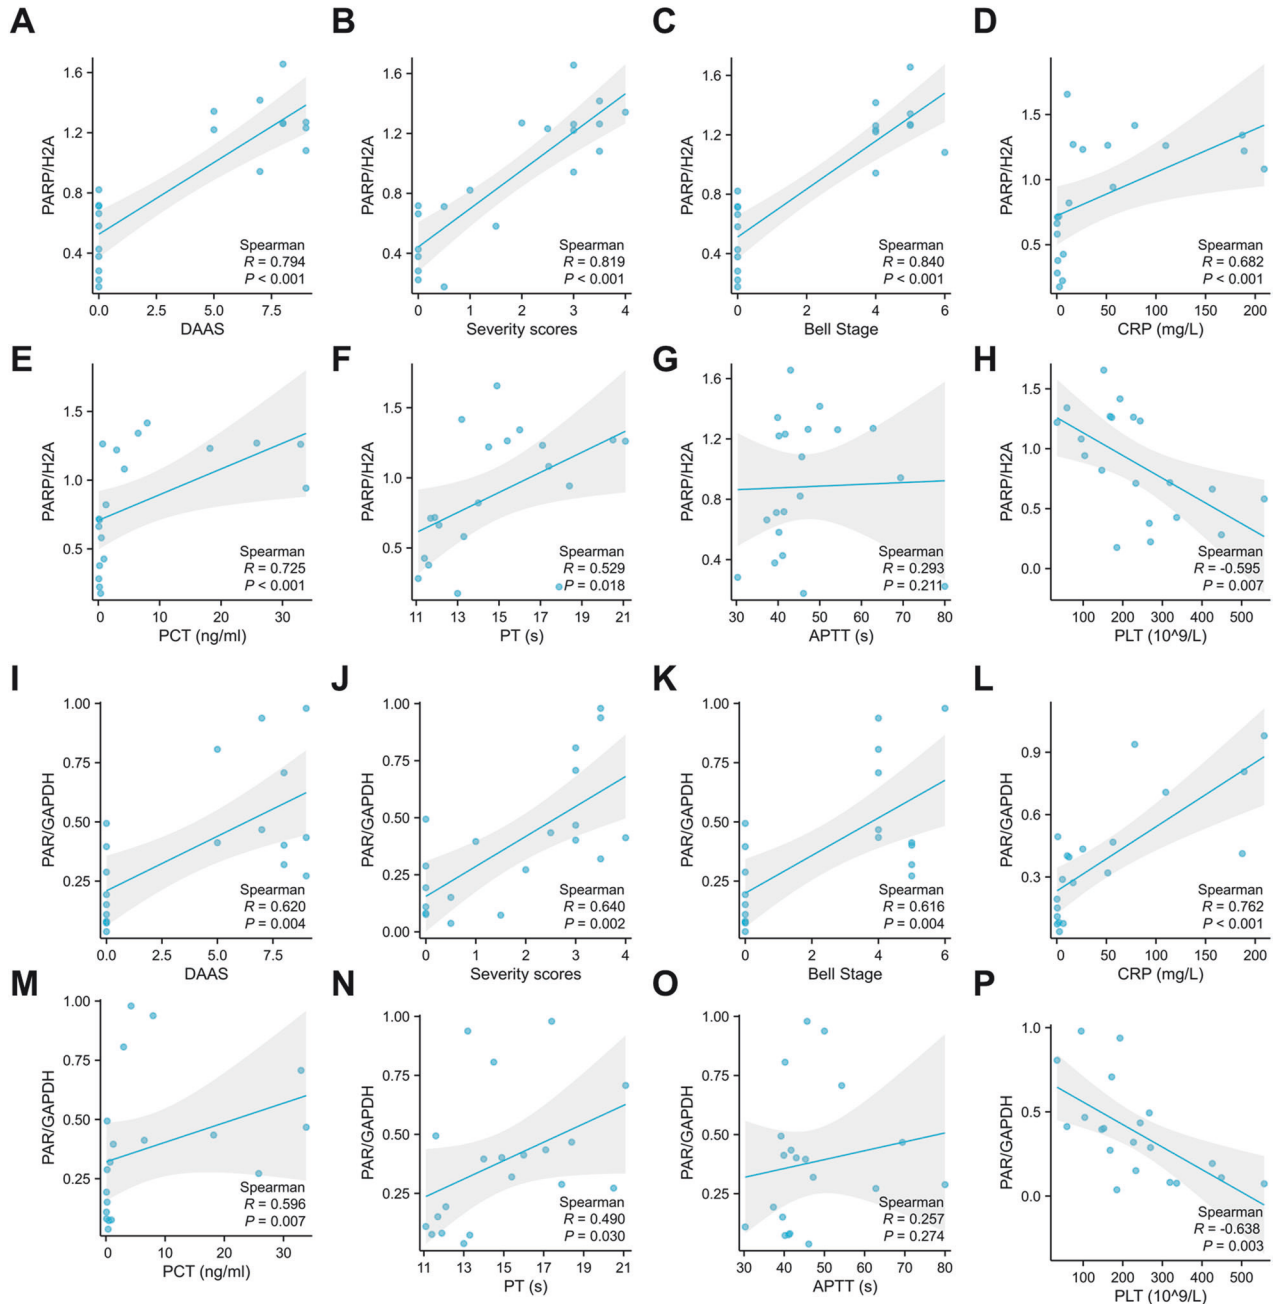 A
PARP/H2A
1.6
1.2
0.8
0.4
Spearman
R = 0.794
P < 0.001
0.0 2.5 5.0 7.5
DAAS
B
PARP/H2A
1.6
1.2
0.8
0.4
Spearman
R = 0.819
P < 0.001
0 1 2 3 4
Severity scores
C
PARP/H2A
1.6
1.2
0.8
0.4
Spearman
R = 0.840
P < 0.001
0 2 4 6
Bell Stage
D
PARP/H2A
1.5
1.0
0.5
Spearman
R = 0.682
P < 0.001
0 50 100 150 200
CRP (mg/L)
E
PARP/H2A
1.5
1.0
0.5
Spearman
R = 0.725
P < 0.001
0 10 20 30
PCT (ng/ml)
F
PARP/H2A
1.5
1.0
0.5
Spearman
R = 0.529
P = 0.018
11 13 15 17 19 21
PT (s)
G
PARP/H2A
1.6
1.2
0.8
0.4
Spearman
R = 0.293
P = 0.211
30 40 50 60 70 80
APTT (s)
H
PARP/H2A
1.5
1.0
0.5
0.0
Spearman
R = -0.595
P = 0.007
100 200 300 400 500
PLT (10^9/L)
I
PAR/GAPDH
1.00
0.75
0.50
0.25
Spearman
R = 0.620
P = 0.004
0.0 2.5 5.0 7.5
DAAS
J
PAR/GAPDH
1.00
0.75
0.50
0.25
0.00
Spearman
R = 0.640
P = 0.002
0 1 2 3 4
Severity scores
K
PAR/GAPDH
1.00
0.75
0.50
0.25
Spearman
R = 0.616
P = 0.004
0 2 4 6
Bell Stage
L
PAR/GAPDH
0.9
0.6
0.3
Spearman
R = 0.762
P < 0.001
0 50 100 150 200
CRP (mg/L)
M
PAR/GAPDH
1.00
0.75
0.50
0.25
Spearman
R = 0.596
P = 0.007
0 10 20 30
PCT (ng/ml)
N
PAR/GAPDH
1.00
0.75
0.50
0.25
Spearman
R = 0.490
P = 0.030
11 13 15 17 19 21
PT (s)
O
PAR/GAPDH
1.00
0.75
0.50
0.25
Spearman
R = 0.257
P = 0.274
30 40 50 60 70 80
APTT (s)
P
PAR/GAPDH
1.0
0.5
0.0
Spearman
R = -0.638
P = 0.003
100 200 300 400 500
PLT (10^9/L)